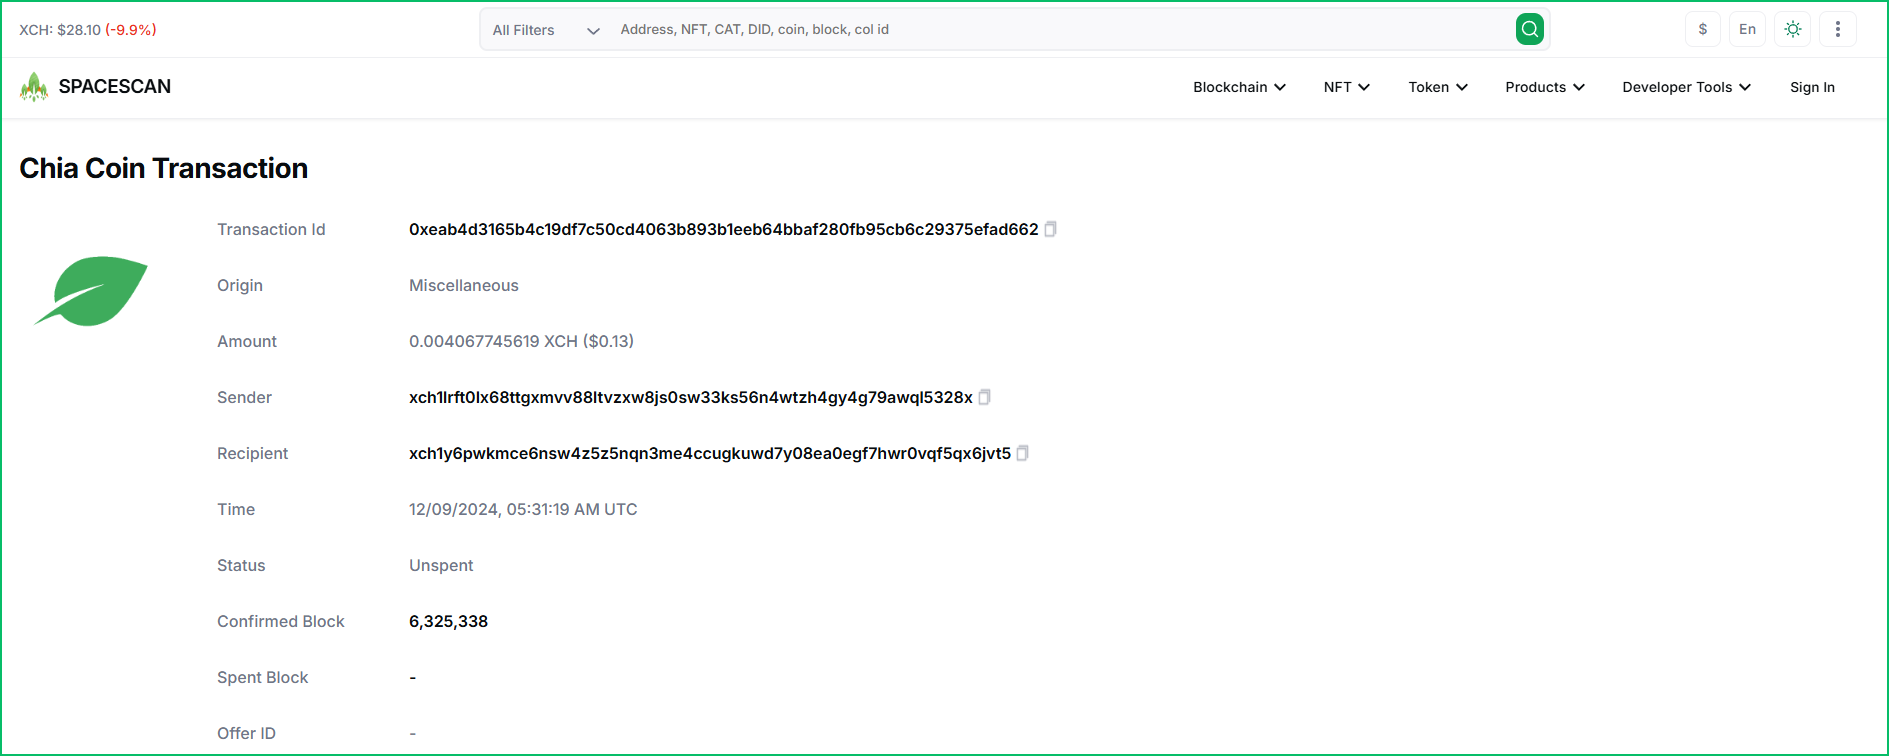 XCH: $28.10 (-9.9%)
All Filters
Address, NFT, CAT, DID, coin, block, col id
$
En
SPACESCAN
Blockchain
NFT
Token
Products
Developer Tools
Sign In
Chia Coin Transaction
Transaction Id 0xeab4d3165b4c19df7c50cd4063b893b1eeb64bbaf280fb95cb6c29375efad662
Origin Miscellaneous
Amount 0.004067745619 XCH ($0.13)
Sender xch1lrft0lx68ttgxmvv88ltvzxw8js0sw33ks56n4wtzh4gy4g79awql5328x
Recipient xch1y6pwkmce6nsw4z5z5nqn3me4ccugkuwd7y08ea0egf7hwr0vqf5qx6jvt5
Time 12/09/2024, 05:31:19 AM UTC
Status Unspent
Confirmed Block 6,325,338
Spent Block -
Offer ID -